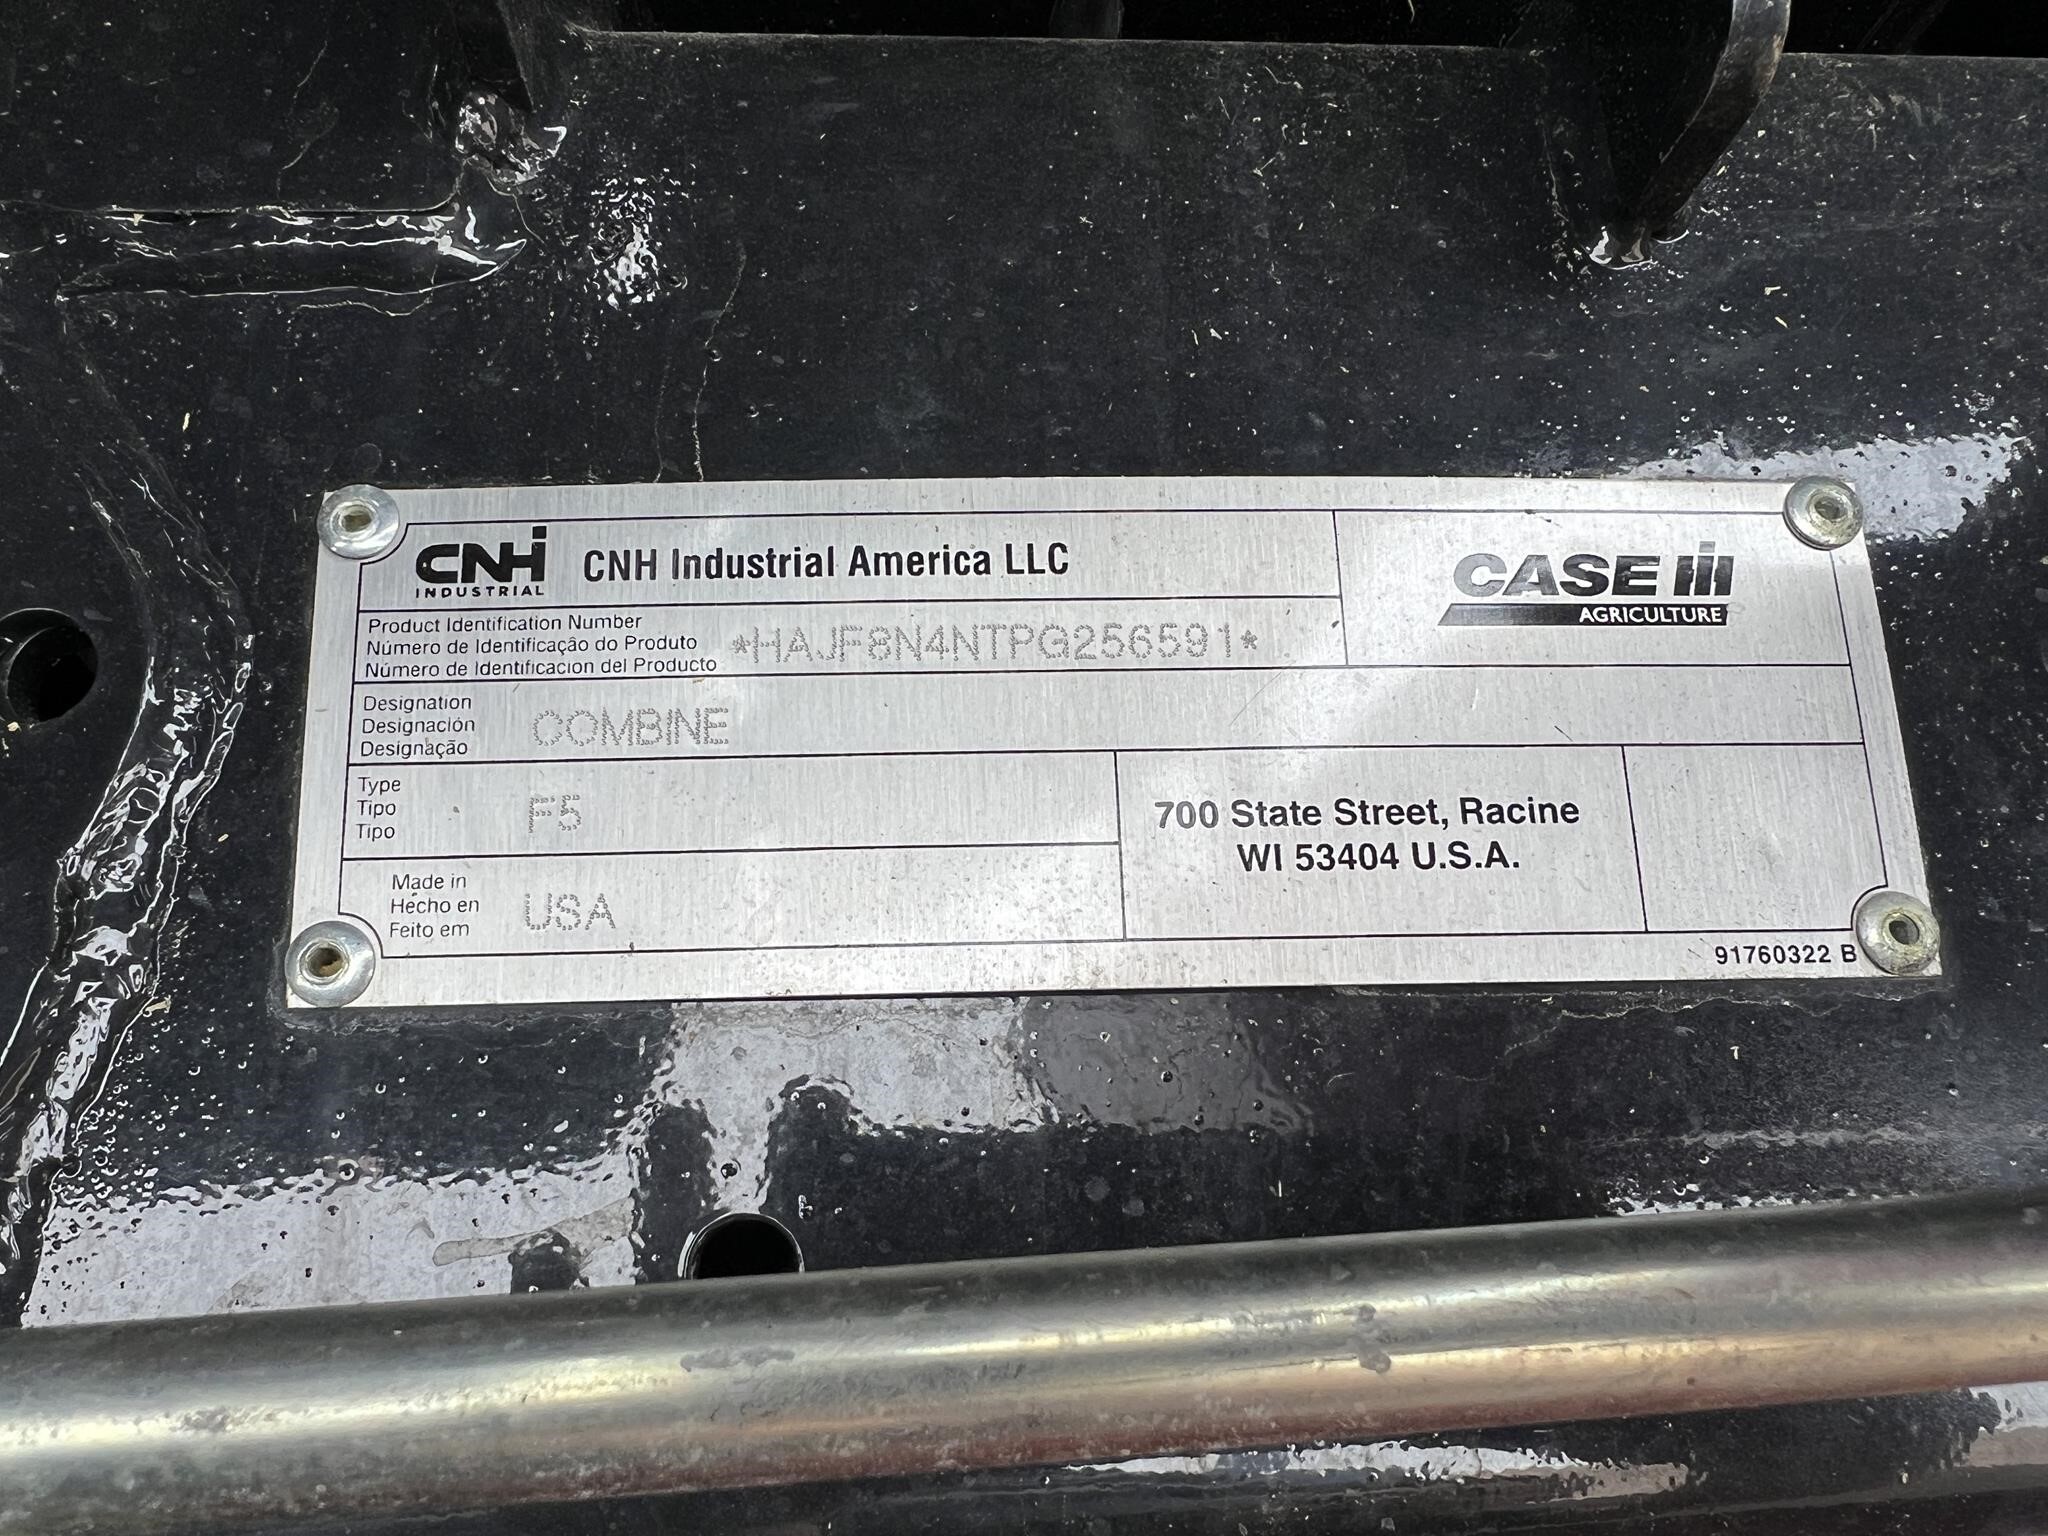 CNH
INDUSTRIAL
CNH Industrial America LLC
CASE IH
AGRICULTURE
Product Identification Number
Número de Identificação do Produto
Número de Identificacion del Producto
*HAJF8N4NTPG256591*
Designation
Designación
Designação
COMBINE
Type
Tipo
Tipo
F5
Made in
Hecho en
Feito em
USA
700 State Street, Racine
WI 53404 U.S.A.
91760322 B